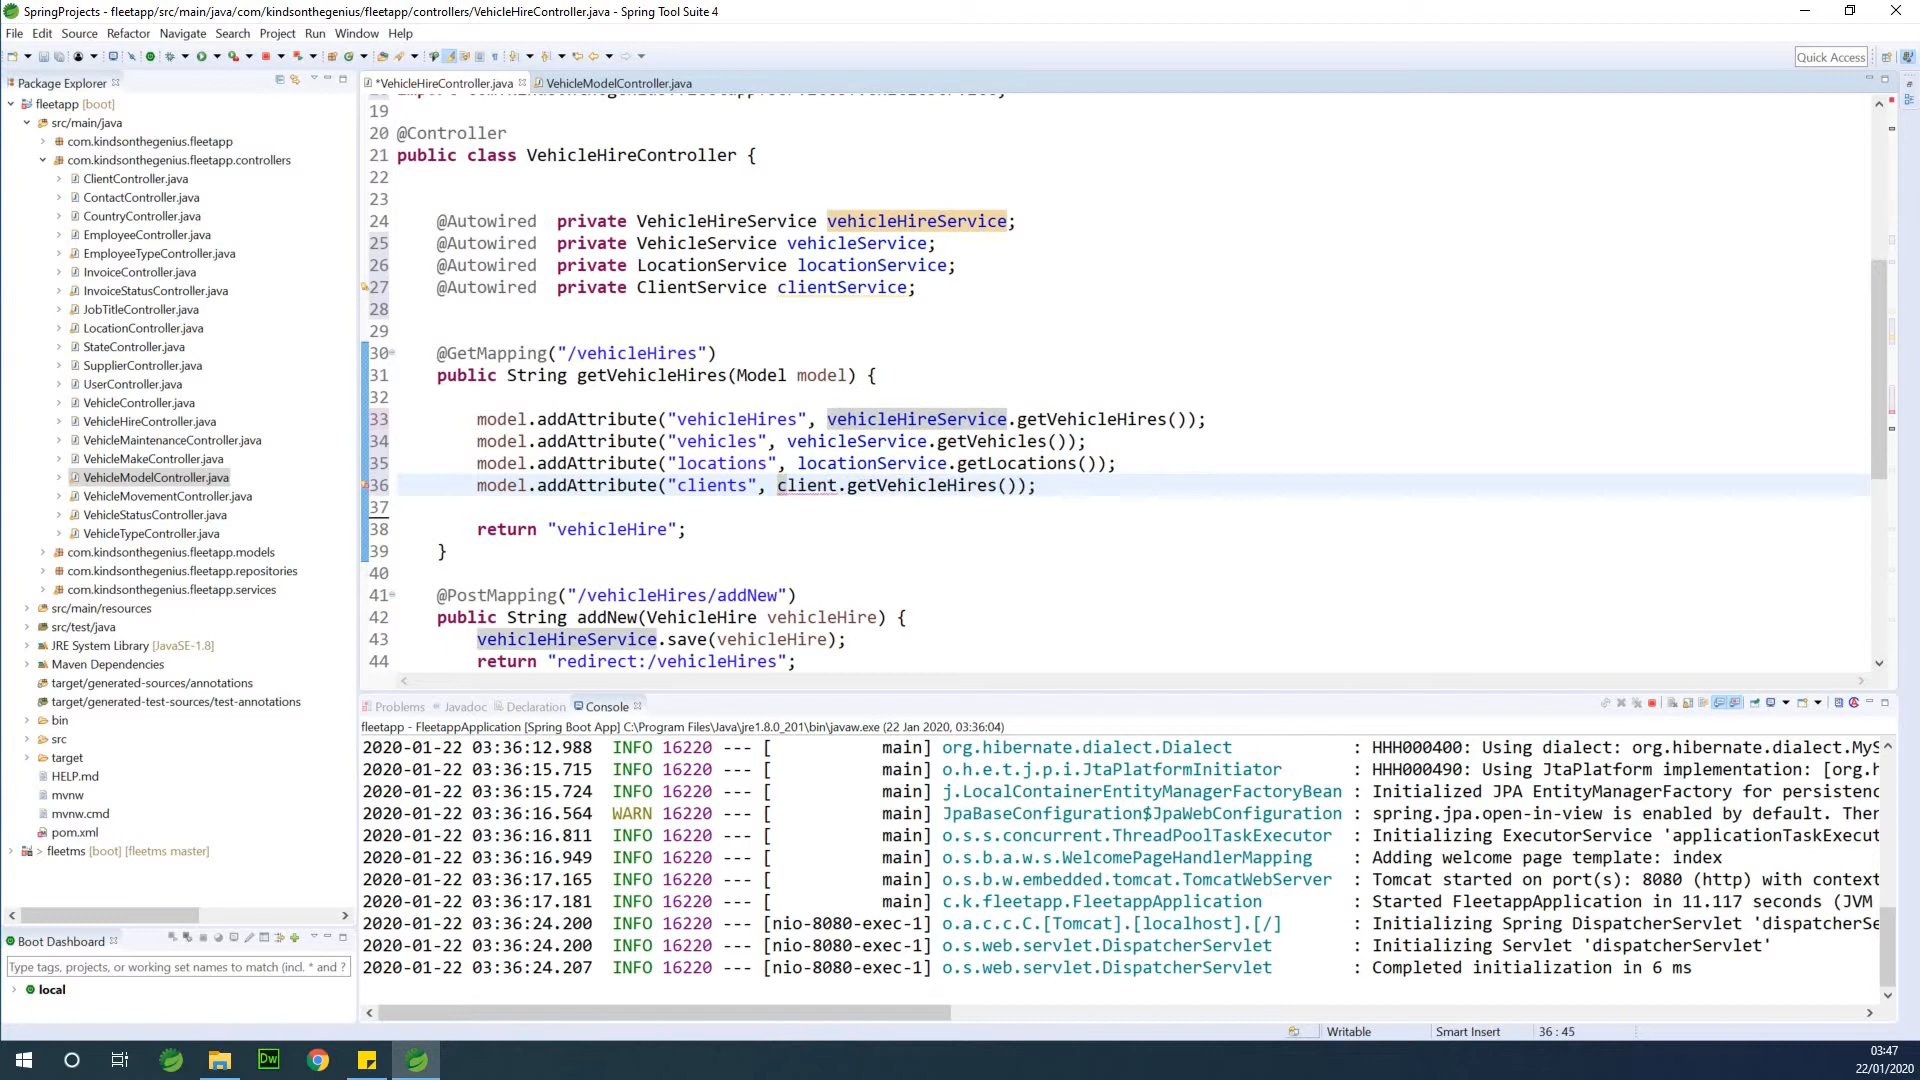 SpringProjects - fleetapp/src/main/java/com/kindsonthegenius/fleetapp/controllers/VehicleHireController.java - Spring Tool Suite 4
File Edit Source Refactor Navigate Search Project Run Window Help
Quick Access
Package Explorer
fleetapp [boot]
src/main/java
com.kindsonthegenius.fleetapp
com.kindsonthegenius.fleetapp.controllers
ClientController.java
ContactController.java
CountryController.java
EmployeeController.java
EmployeeTypeController.java
InvoiceController.java
InvoiceStatusController.java
JobTitleController.java
LocationController.java
StateController.java
SupplierController.java
UserController.java
VehicleController.java
VehicleHireController.java
VehicleMaintenanceController.java
VehicleMakeController.java
VehicleModelController.java
VehicleMovementController.java
VehicleStatusController.java
VehicleTypeController.java
com.kindsonthegenius.fleetapp.models
com.kindsonthegenius.fleetapp.repositories
com.kindsonthegenius.fleetapp.services
src/main/resources
src/test/java
JRE System Library [JavaSE-1.8]
Maven Dependencies
target/generated-sources/annotations
target/generated-test-sources/test-annotations
bin
src
target
HELP.md
mvnw
mvnw.cmd
pom.xml
> fleetms [boot] [fleetms master]
Boot Dashboard
Type tags, projects, or working set names to match (incl. * and ?
local
*VehicleHireController.java VehicleModelController.java
19
20 @Controller
21 public class VehicleHireController {
22
23
24 @Autowired private VehicleHireService vehicleHireService;
25 @Autowired private VehicleService vehicleService;
26 @Autowired private LocationService locationService;
27 @Autowired private ClientService clientService;
28
29
30 @GetMapping("/vehicleHires")
31 public String getVehicleHires(Model model) {
32
33 model.addAttribute("vehicleHires", vehicleHireService.getVehicleHires());
34 model.addAttribute("vehicles", vehicleService.getVehicles());
35 model.addAttribute("locations", locationService.getLocations());
36 model.addAttribute("clients", client.getVehicleHires());
37
38 return "vehicleHire";
39 }
40
41 @PostMapping("/vehicleHires/addNew")
42 public String addNew(VehicleHire vehicleHire) {
43 vehicleHireService.save(vehicleHire);
44 return "redirect:/vehicleHires";
Problems Javadoc Declaration Console
fleetapp - FleetappApplication [Spring Boot App] C:\Program Files\Java\jre1.8.0_201\bin\javaw.exe (22 Jan 2020, 03:36:04)
2020-01-22 03:36:12.988 INFO 16220 --- [ main] org.hibernate.dialect.Dialect : HHH000400: Using dialect: org.hibernate.dialect.MyS
2020-01-22 03:36:15.715 INFO 16220 --- [ main] o.h.e.t.j.p.i.JtaPlatformInitiator : HHH000490: Using JtaPlatform implementation: [org.h
2020-01-22 03:36:15.724 INFO 16220 --- [ main] j.LocalContainerEntityManagerFactoryBean : Initialized JPA EntityManagerFactory for persistenc
2020-01-22 03:36:16.564 WARN 16220 --- [ main] JpaBaseConfiguration$JpaWebConfiguration : spring.jpa.open-in-view is enabled by default. Ther
2020-01-22 03:36:16.811 INFO 16220 --- [ main] o.s.s.concurrent.ThreadPoolTaskExecutor : Initializing ExecutorService 'applicationTaskExecut
2020-01-22 03:36:16.949 INFO 16220 --- [ main] o.s.b.a.w.s.WelcomePageHandlerMapping : Adding welcome page template: index
2020-01-22 03:36:17.165 INFO 16220 --- [ main] o.s.b.w.embedded.tomcat.TomcatWebServer : Tomcat started on port(s): 8080 (http) with context
2020-01-22 03:36:17.181 INFO 16220 --- [ main] c.k.fleetapp.FleetappApplication : Started FleetappApplication in 11.117 seconds (JVM
2020-01-22 03:36:24.200 INFO 16220 --- [nio-8080-exec-1] o.a.c.c.C.[Tomcat].[localhost].[/] : Initializing Spring DispatcherServlet 'dispatcherSe
2020-01-22 03:36:24.200 INFO 16220 --- [nio-8080-exec-1] o.s.web.servlet.DispatcherServlet : Initializing Servlet 'dispatcherServlet'
2020-01-22 03:36:24.207 INFO 16220 --- [nio-8080-exec-1] o.s.web.servlet.DispatcherServlet : Completed initialization in 6 ms
Writable Smart Insert 36 : 45
Dw
03:47
22/01/2020